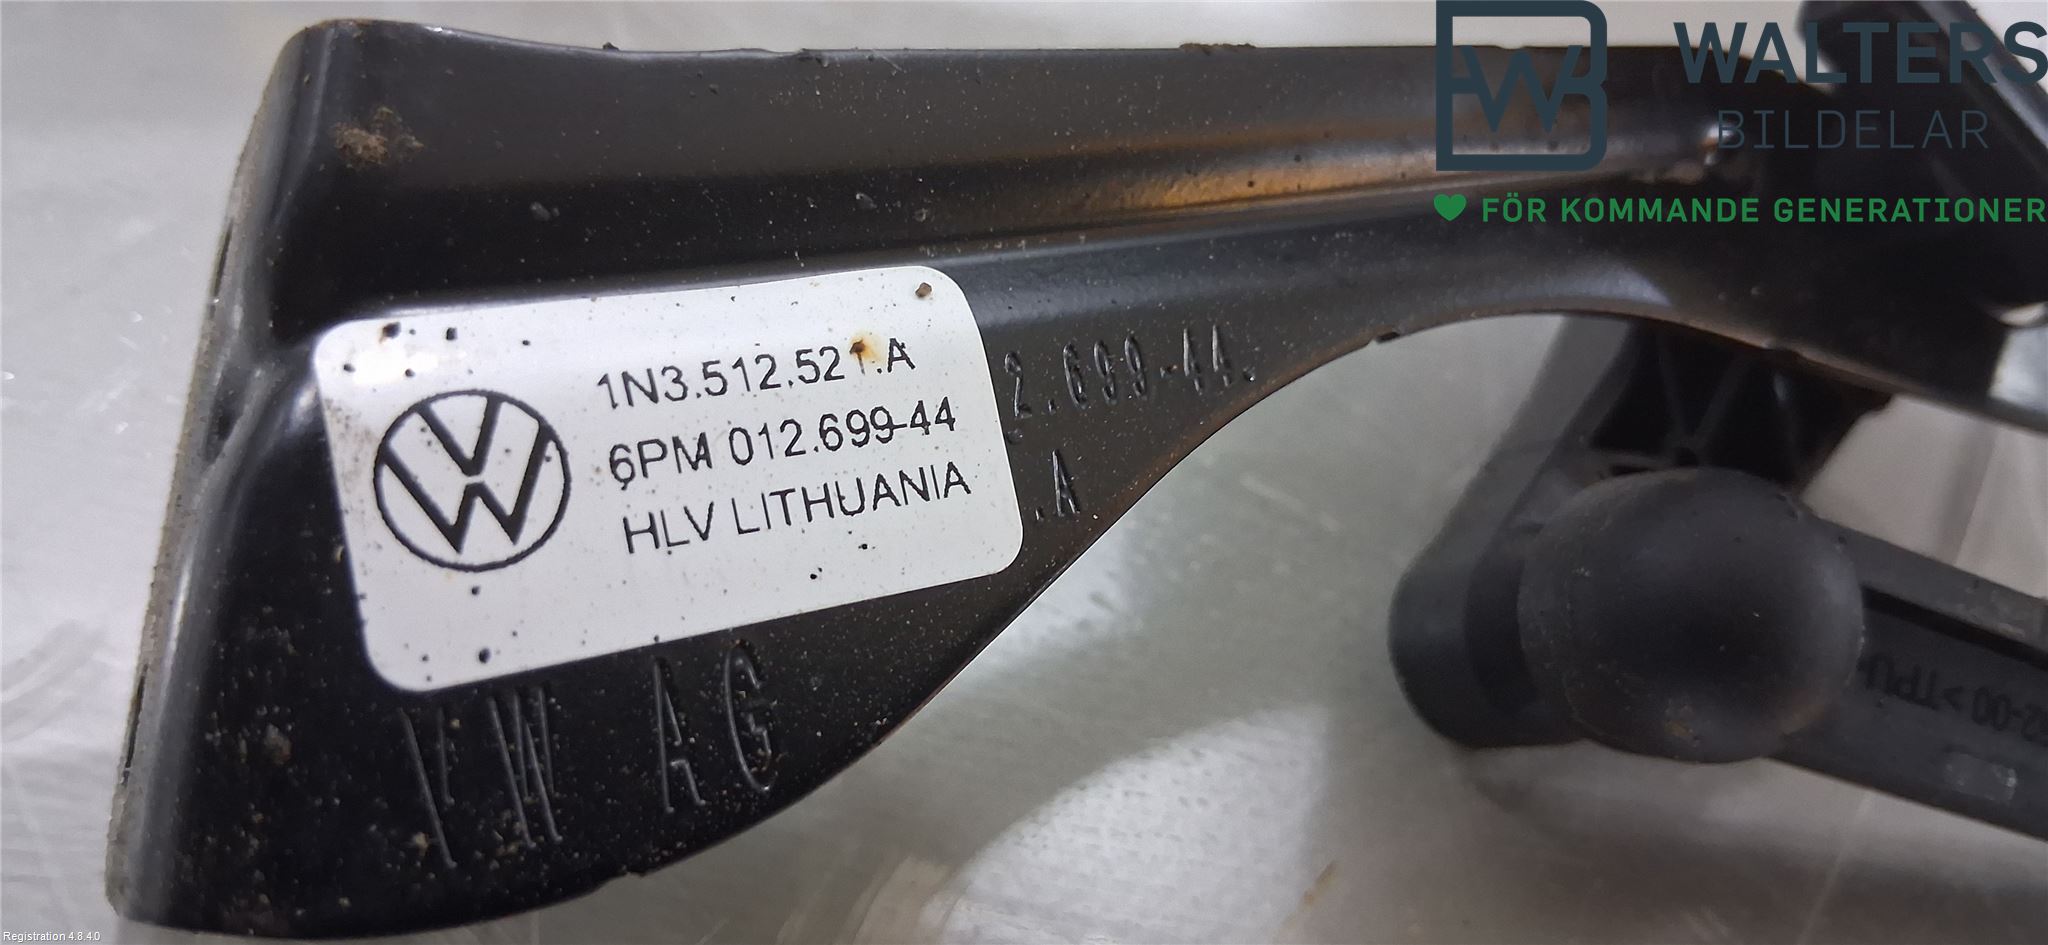 WALTERS
BILDELAR
FÖR KOMMANDE GENERATIONER
1N3.512.521.A
6PM 012.699-44
HLV LITHUANIA
2.699-44.
.A
VW AG
>TPU
Registration 4.8.4.0